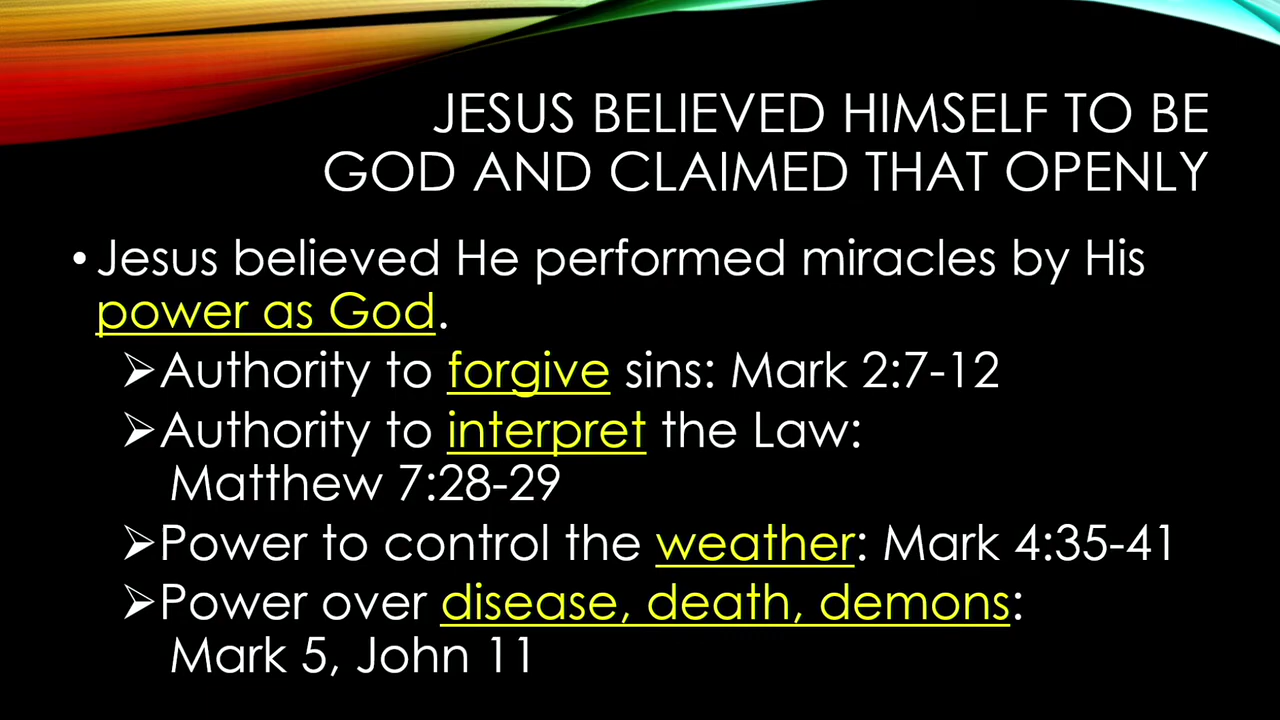 JESUS BELIEVED HIMSELF TO BE
GOD AND CLAIMED THAT OPENLY
• Jesus believed He performed miracles by His
power as God.
➢Authority to forgive sins: Mark 2:7-12
➢Authority to interpret the Law:
Matthew 7:28-29
➢Power to control the weather: Mark 4:35-41
➢Power over disease, death, demons:
Mark 5, John 11